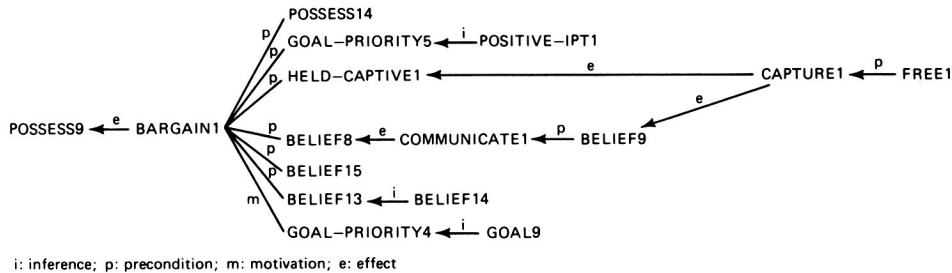 POSSESS14
p
GOAL–PRIORITY5 i POSITIVE–IPT1
p
p HELD–CAPTIVE1 e CAPTURE1 p FREE1
e
POSSESS9 e BARGAIN1 p BELIEF8 e COMMUNICATE1 p BELIEF9
p
BELIEF15
p
m BELIEF13 i BELIEF14
GOAL–PRIORITY4 i GOAL9
i: inference; p: precondition; m: motivation; e: effect